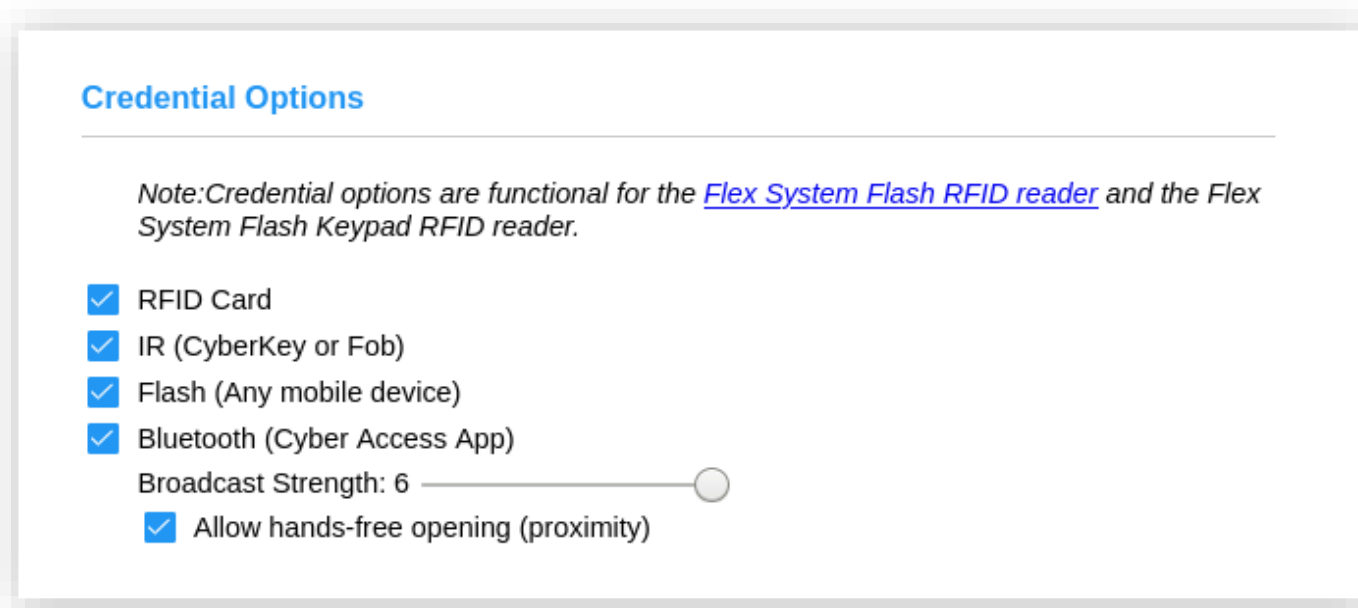 Credential Options
Note:Credential options are functional for the Flex System Flash RFID reader and the Flex
System Flash Keypad RFID reader.
RFID Card
IR (CyberKey or Fob)
Flash (Any mobile device)
Bluetooth (Cyber Access App)
Broadcast Strength: 6
Allow hands-free opening (proximity)